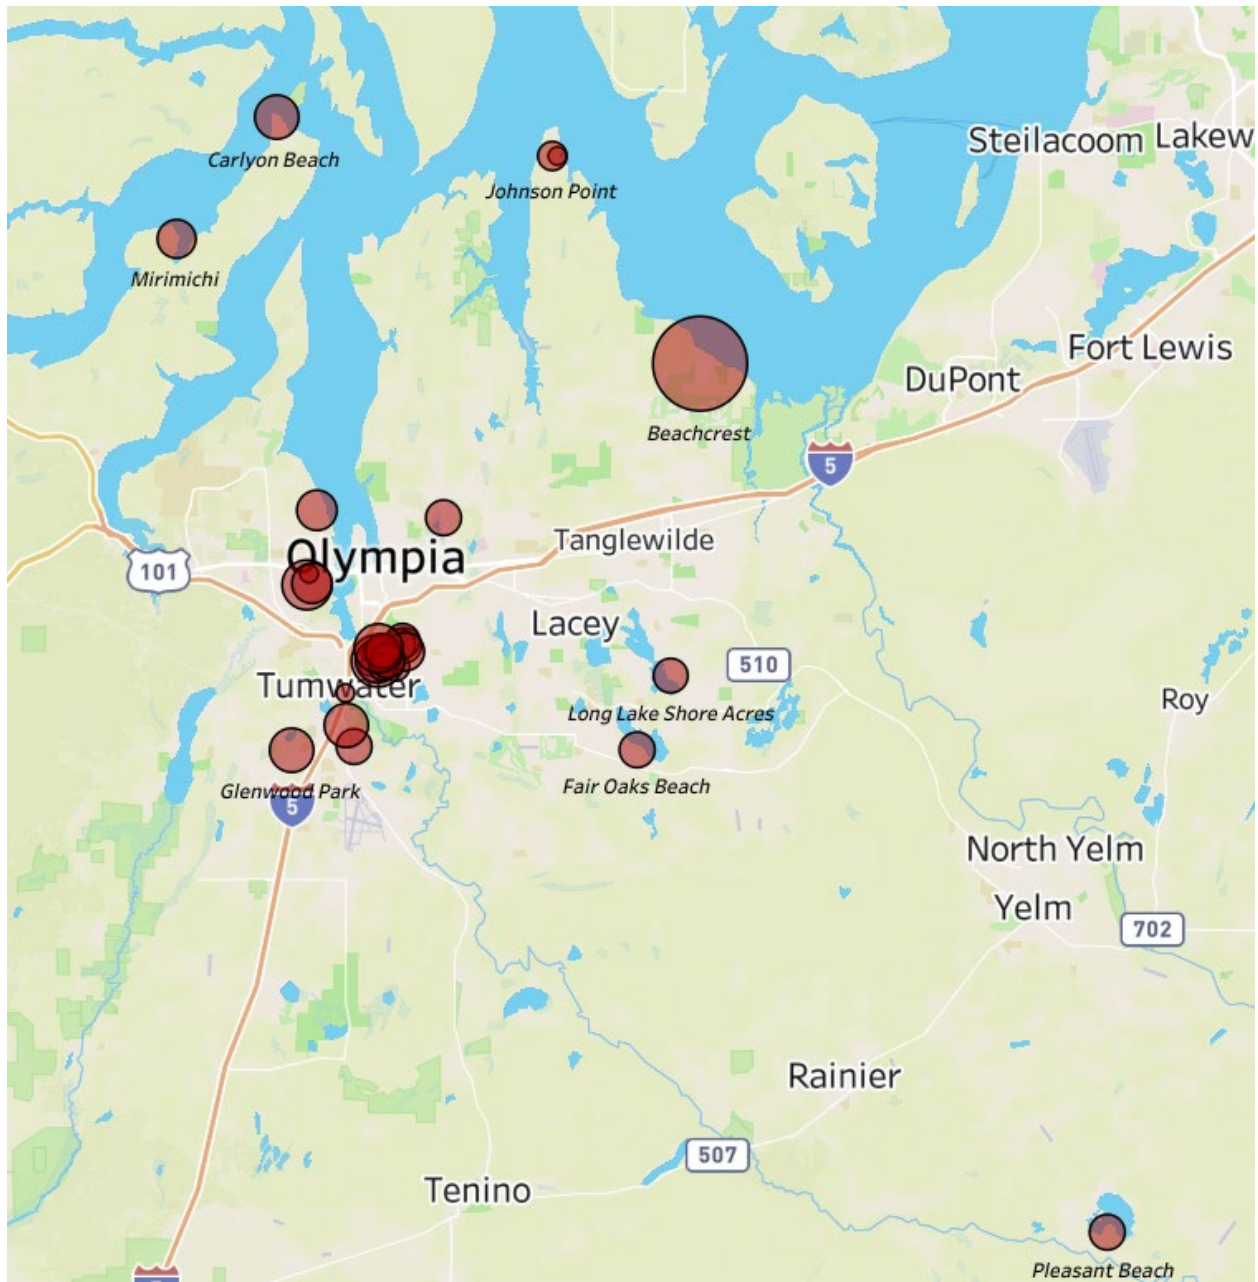 Steilacoom
Lakew
Carlyon Beach
Johnson Point
Mirimichi
Fort Lewis
DuPont
Beachcrest
5
Tanglewilde
Olympia
101
Lacey
510
Tumwater
Roy
Long Lake Shore Acres
Fair Oaks Beach
Glenwood Park
5
North Yelm
Yelm
702
Rainier
507
Tenino
Pleasant Beach